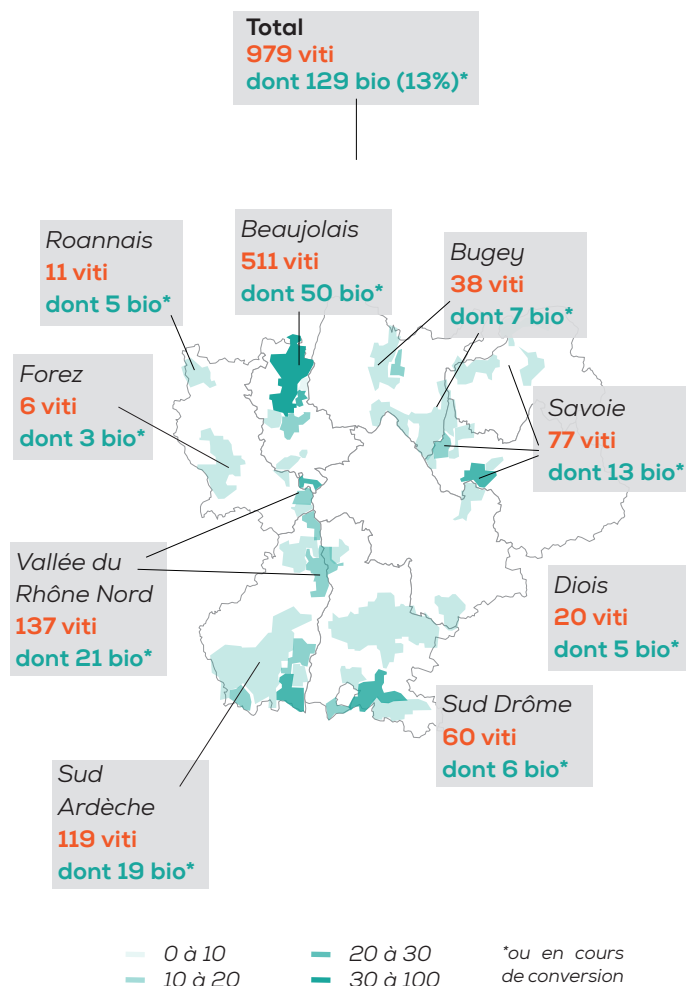 Total
979 viti
dont 129 bio (13%)*
Roannais
11 viti
dont 5 bio*
Beaujolais
511 viti
dont 50 bio*
Bugey
38 viti
dont 7 bio*
Forez
6 viti
dont 3 bio*
Savoie
77 viti
dont 13 bio*
Vallée du
Rhône Nord
137 viti
dont 21 bio*
Diois
20 viti
dont 5 bio*
Sud Drôme
60 viti
dont 6 bio*
Sud
Ardèche
119 viti
dont 19 bio*
0 à 10
10 à 20
20 à 30
30 à 100
*ou en cours
de conversion